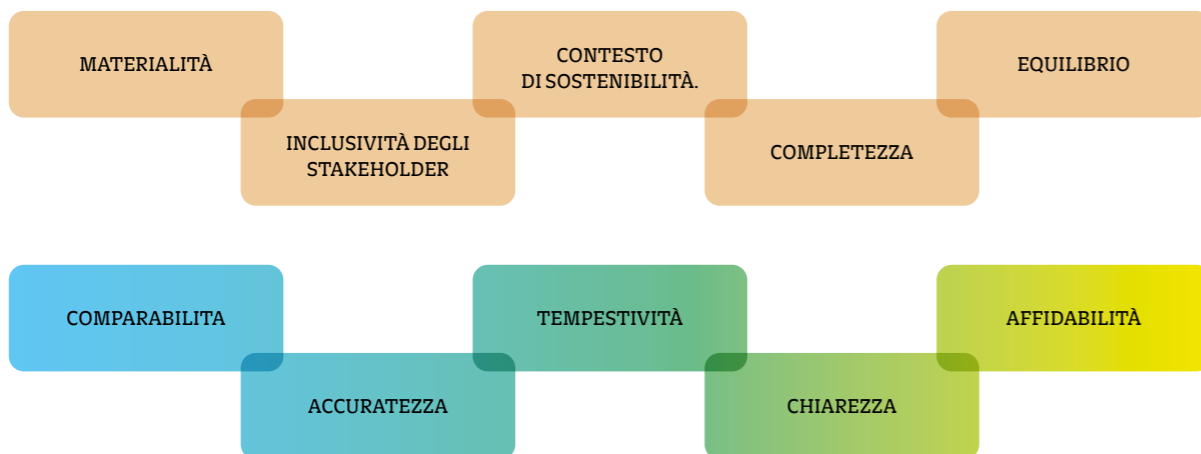 MATERIALITÀ
INCLUSIVITÀ DEGLI
STAKEHOLDER
CONTESTO
DI SOSTENIBILITÀ.
COMPLETEZZA
EQUILIBRIO
COMPARABILITA
ACCURATEZZA
TEMPESTIVITÀ
CHIAREZZA
AFFIDABILITÀ